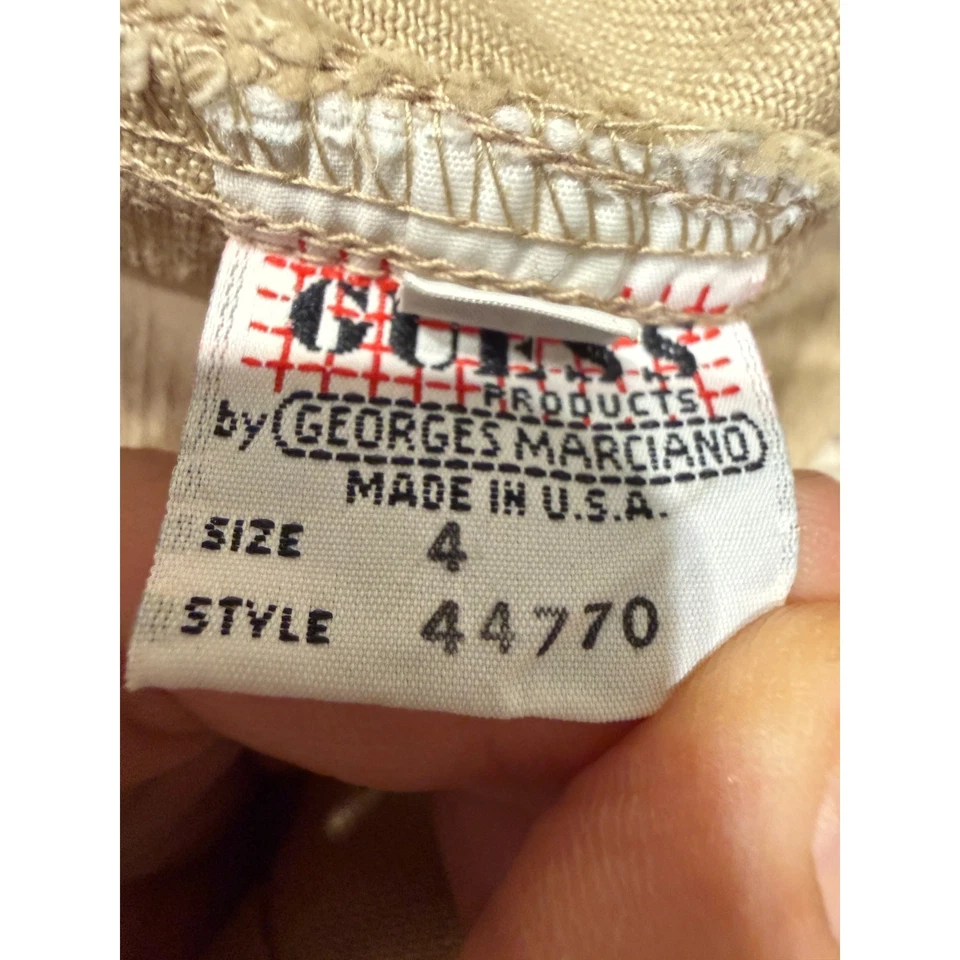 GUESS
PRODUCTS
by GEORGES MARCIANO
MADE IN U.S.A.
SIZE 4
STYLE 44770